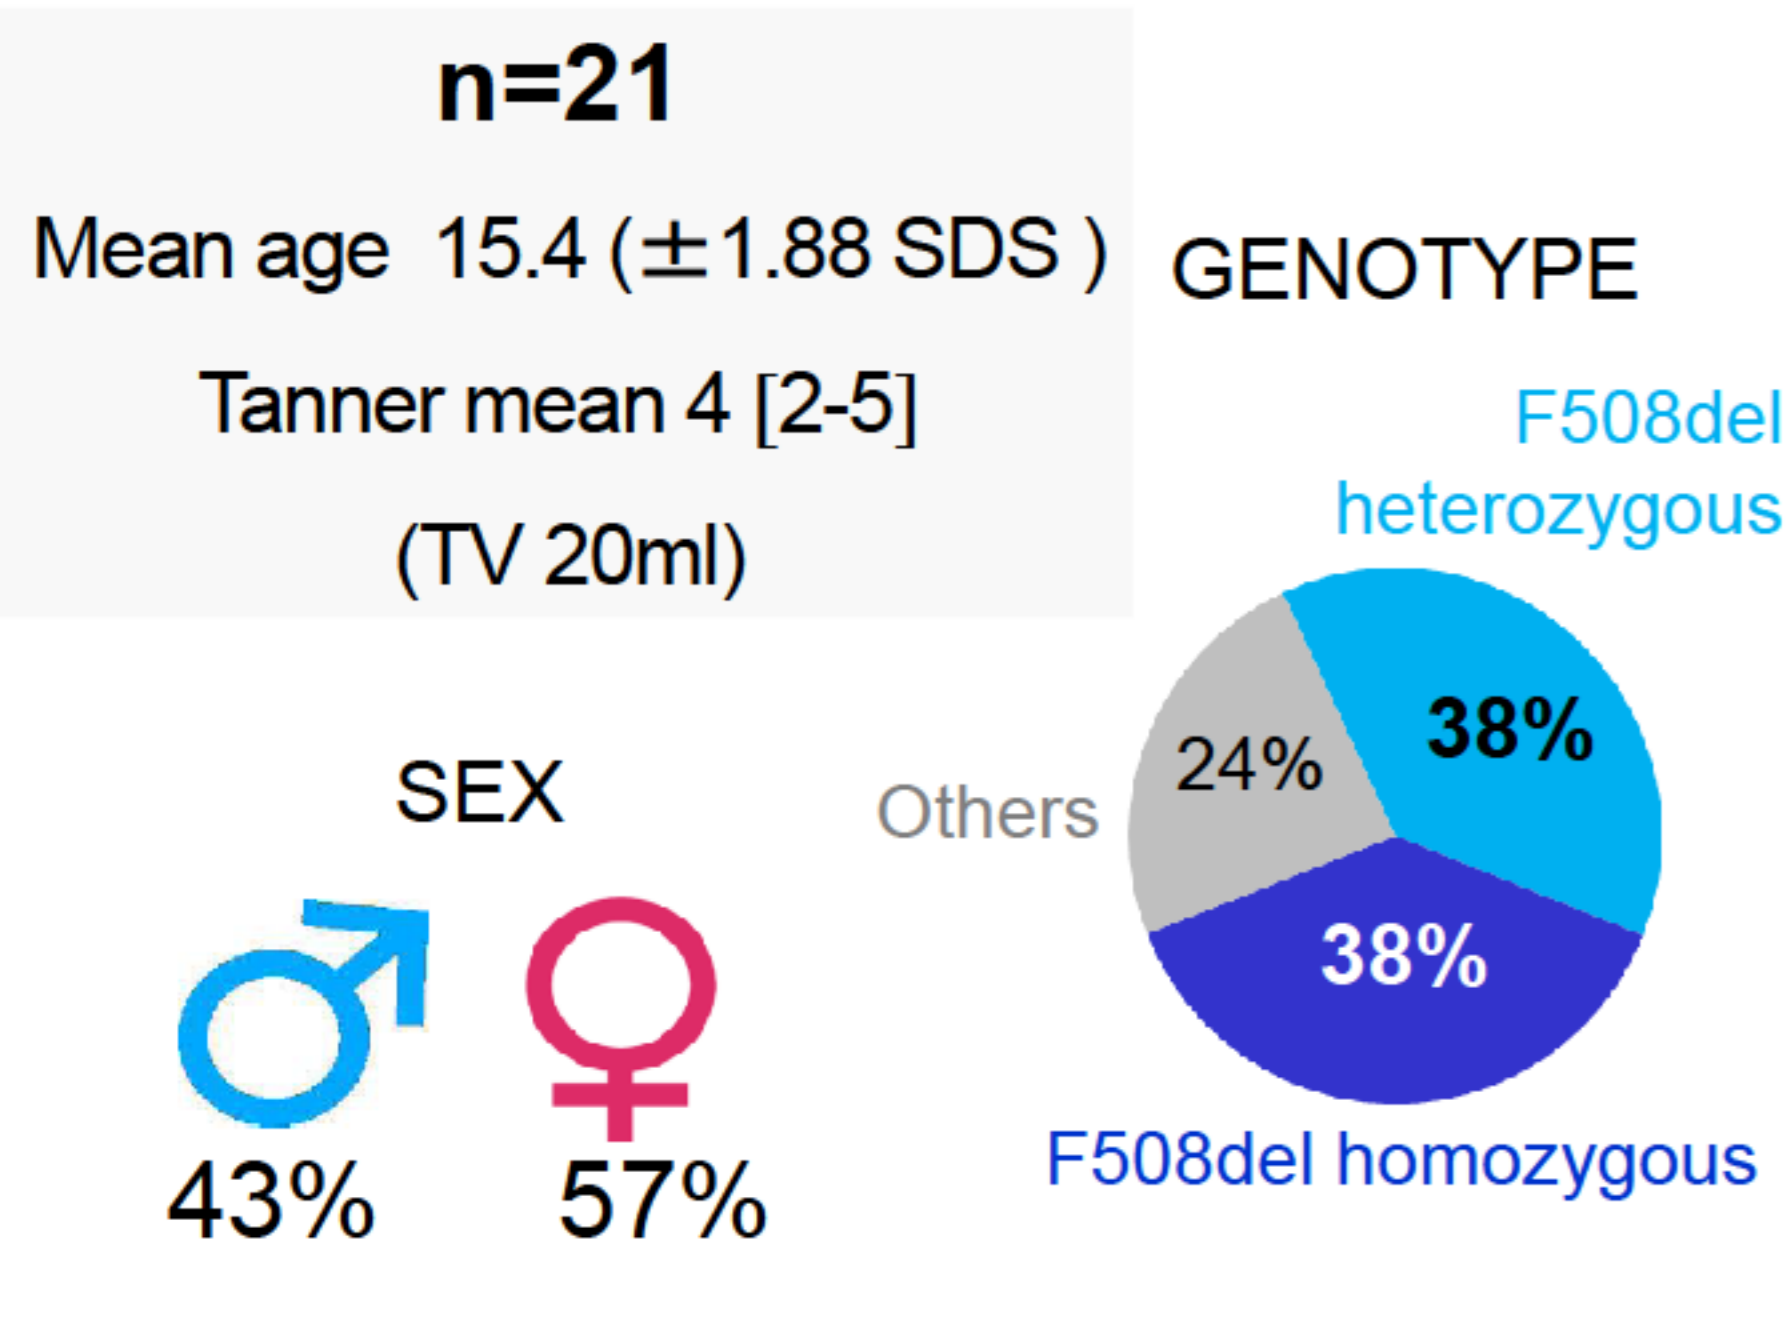 n=21
Mean age 15.4 (±1.88 SDS )
Tanner mean 4 [2-5]
(TV 20ml)
GENOTYPE
F508del
heterozygous
38%
24%
Others
38%
F508del homozygous
SEX
43% 57%